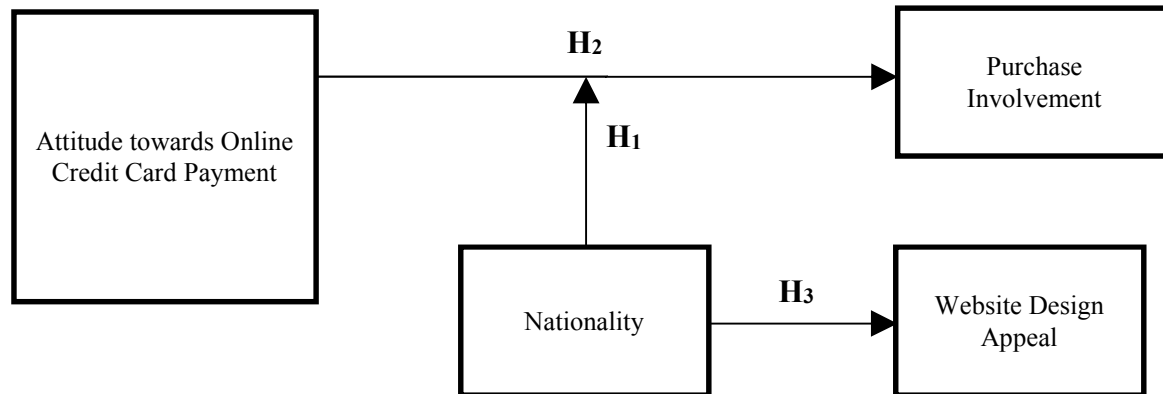 H2
Purchase
Involvement
Attitude towards Online
Credit Card Payment
H1
Nationality
H3
Website Design
Appeal